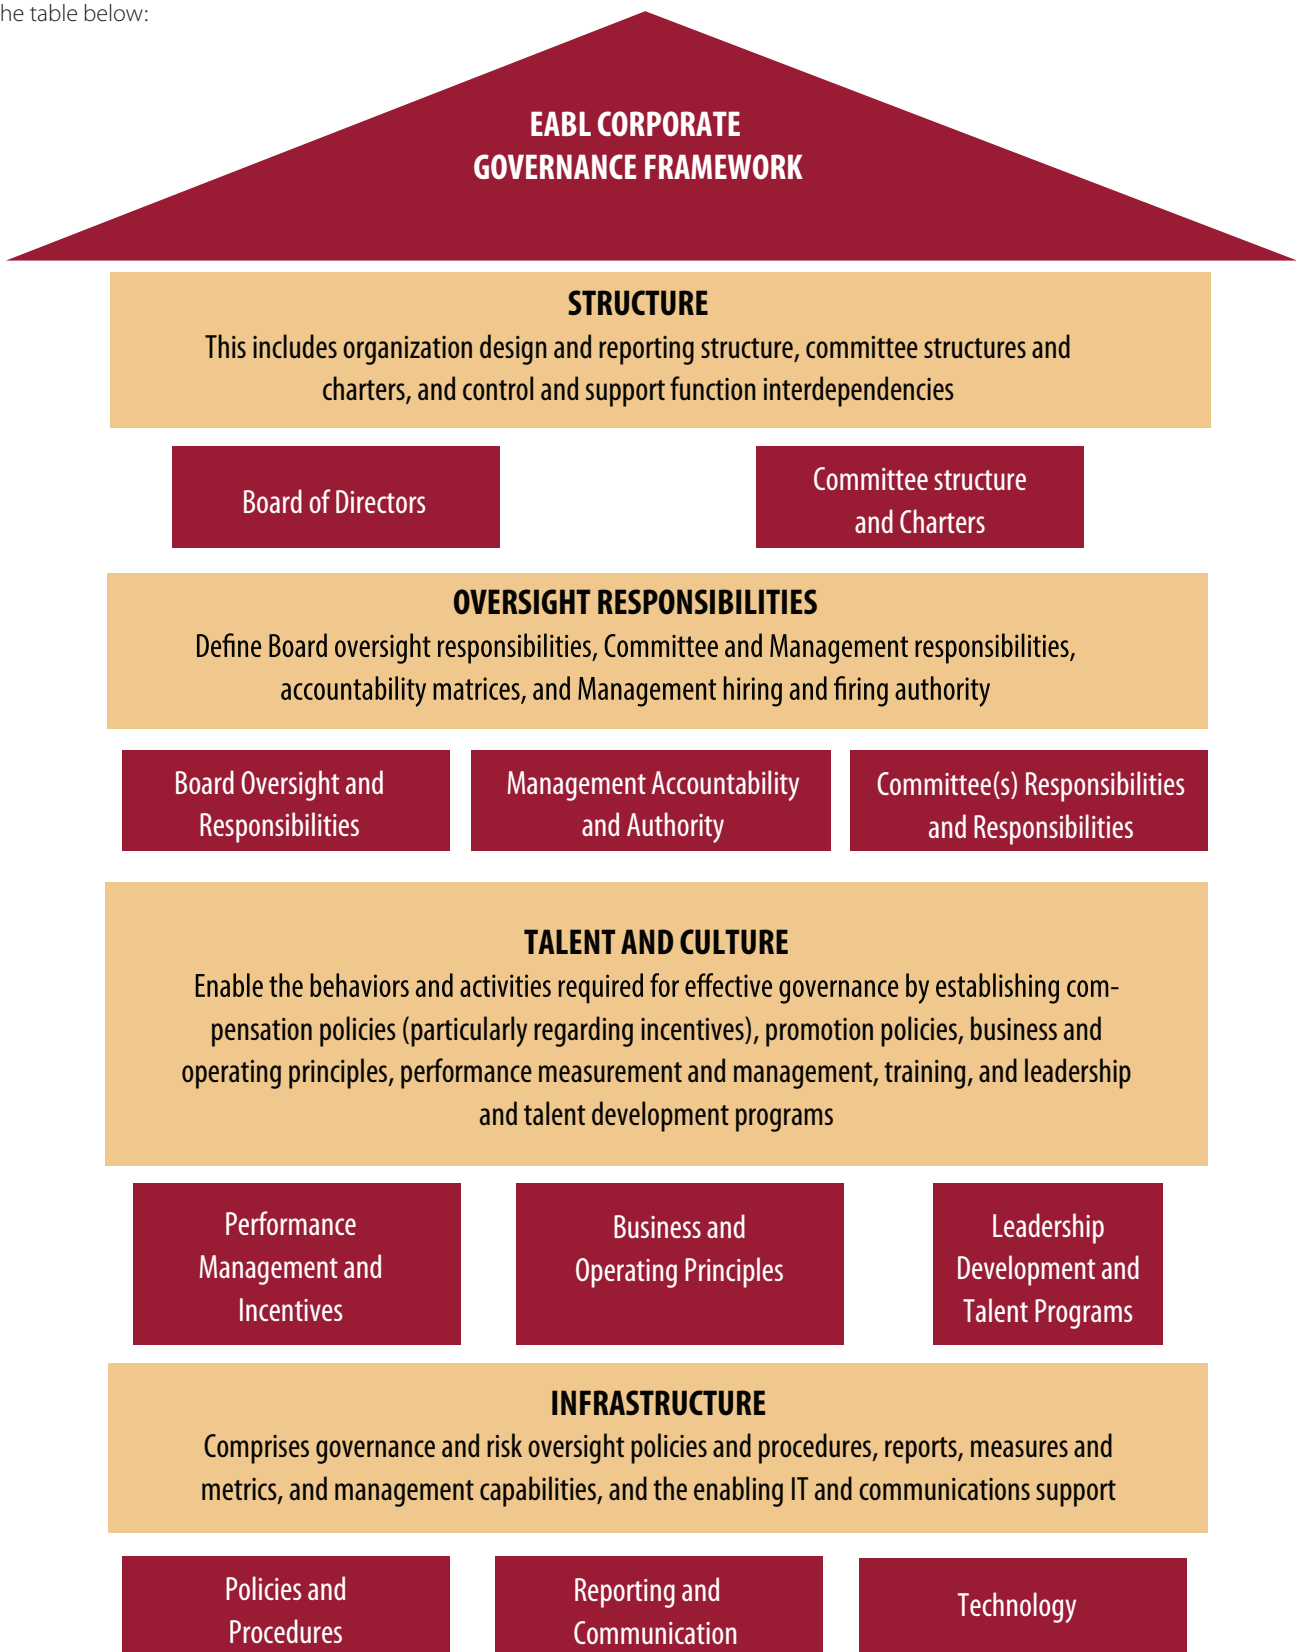 he table below:
EABL CORPORATE
GOVERNANCE FRAMEWORK
STRUCTURE
This includes organization design and reporting structure, committee structures and
charters, and control and support function interdependencies
Board of Directors
Committee structure
and Charters
OVERSIGHT RESPONSIBILITIES
Define Board oversight responsibilities, Committee and Management responsibilities,
accountability matrices, and Management hiring and firing authority
Board Oversight and
Responsibilities
Management Accountability
and Authority
Committee(s) Responsibilities
and Responsibilities
TALENT AND CULTURE
Enable the behaviors and activities required for effective governance by establishing com-
pensation policies (particularly regarding incentives), promotion policies, business and
operating principles, performance measurement and management, training, and leadership
and talent development programs
Performance
Management and
Incentives
Business and
Operating Principles
Leadership
Development and
Talent Programs
INFRASTRUCTURE
Comprises governance and risk oversight policies and procedures, reports, measures and
metrics, and management capabilities, and the enabling IT and communications support
Policies and
Procedures
Reporting and
Communication
Technology